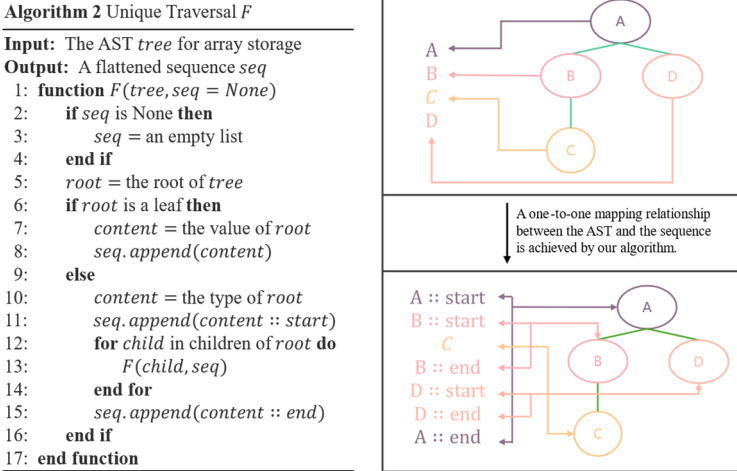 Algorithm 2 Unique Traversal F
Input: The AST tree for array storage
Output: A flattened sequence seq
1: function F(tree, seq = None)
2: if seq is None then
3: seq = an empty list
4: end if
5: root = the root of tree
6: if root is a leaf then
7: content = the value of root
8: seq.append(content)
9: else
10: content = the type of root
11: seq.append(content :: start)
12: for child in children of root do
13: F(child, seq)
14: end for
15: seq.append(content :: end)
16: end if
17: end function
A
B
C
D
A
B
D
C
A one-to-one mapping relationship
between the AST and the sequence
is achieved by our algorithm.
A :: start
B :: start
C
B :: end
D :: start
D :: end
A :: end
A
B
D
C